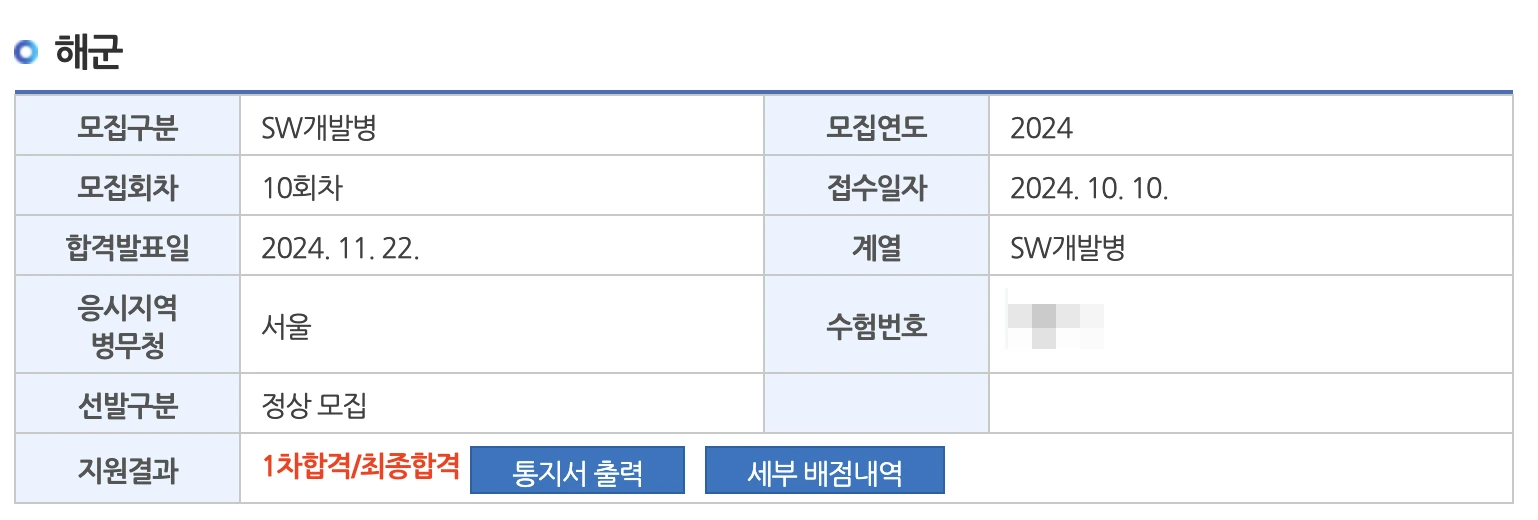 해군
모집구분 SW개발병 모집연도 2024
모집회차 10회차 접수일자 2024. 10. 10.
합격발표일 2024. 11. 22. 계열 SW개발병
응시지역
병무청 서울 수험번호
선발구분 정상 모집
지원결과 1차합격/최종합격 통지서 출력 세부 배점내역